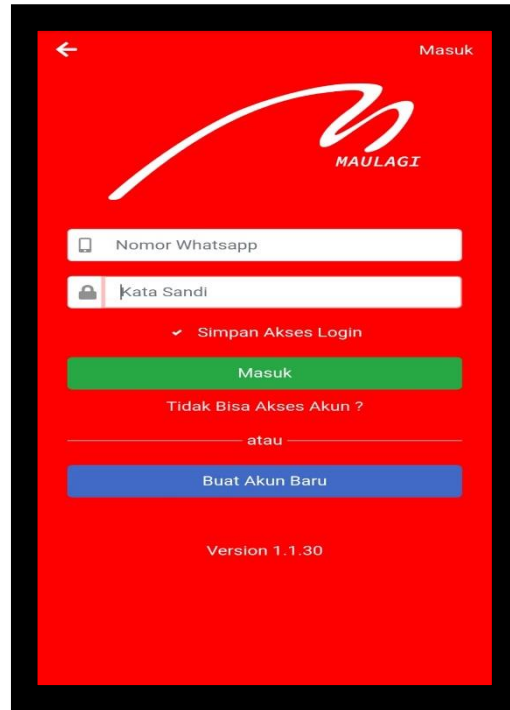 Masuk
MAULAGI
Nomor Whatsapp
Kata Sandi
Simpan Akses Login
Masuk
Tidak Bisa Akses Akun ?
atau
Buat Akun Baru
Version 1.1.30